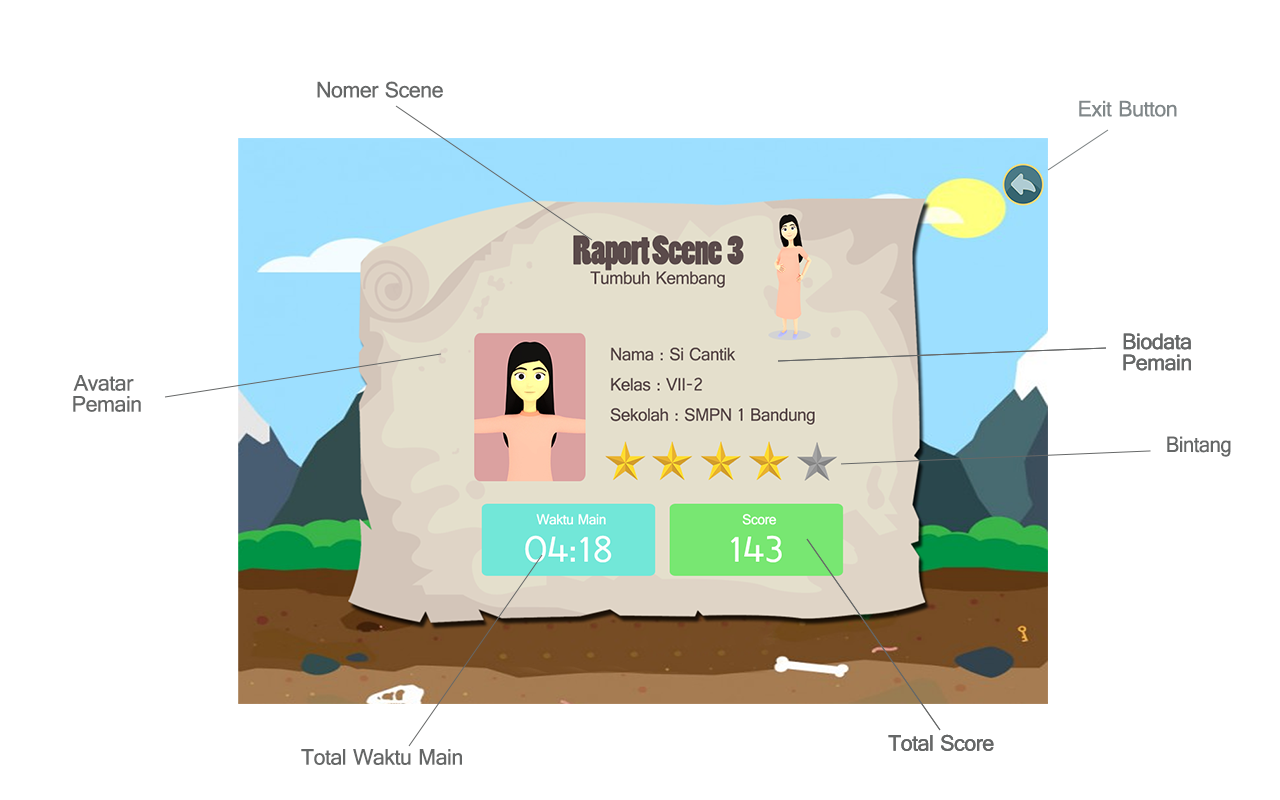 Nomer Scene
Exit Button
Raport Scene 3
Tumbuh Kembang
Nama : Si Cantik
Kelas : VII-2
Sekolah : SMPN 1 Bandung
Biodata
Pemain
Avatar
Pemain
Bintang
Waktu Main
04:18
Score
143
Total Waktu Main
Total Score